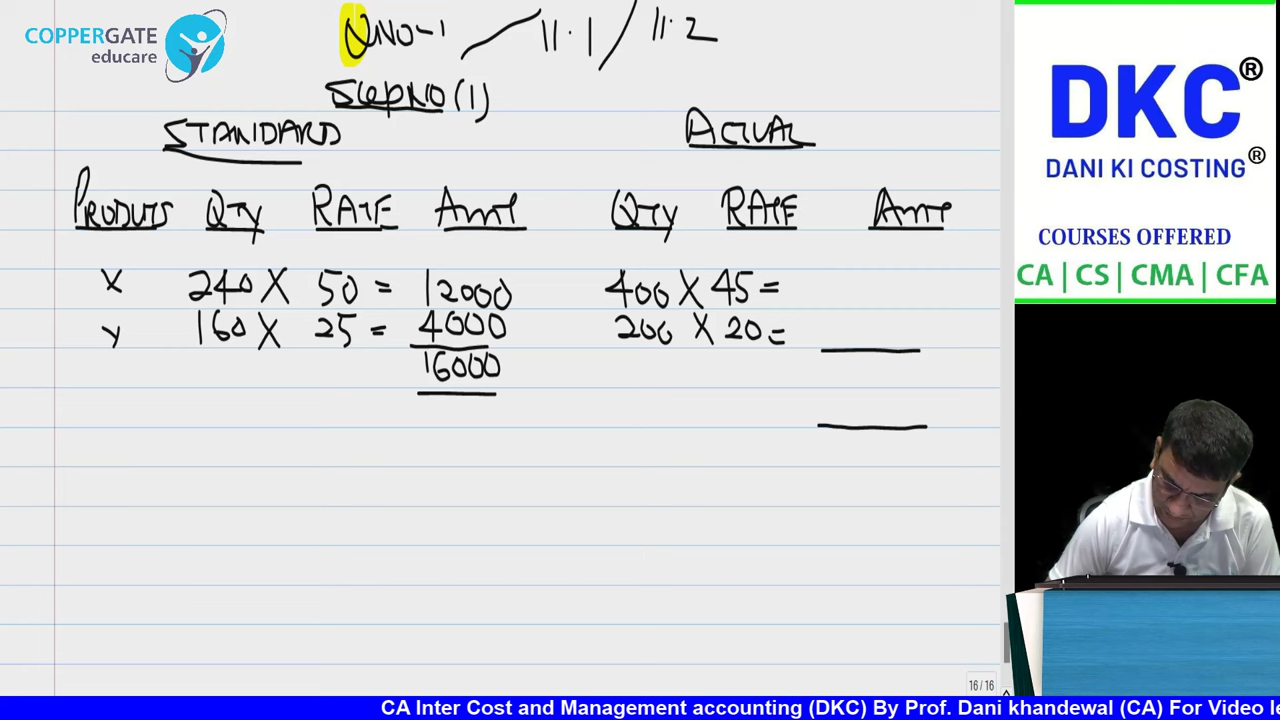 COPPERGATE
educare
QNO-1 / 11.1 / 11.2
StepNO (1)
STANDARD ACTUAL
PRODUTS QTY RATE Amt QTY RATE Amt
X 240 X 50 = 12000 400 X 45 =
Y 160 X 25 = 4000 200 X 20 =
16000
DKC®
DANI KI COSTING®
COURSES OFFERED
CA | CS | CMA | CFA
16/16
CA Inter Cost and Management accounting (DKC) By Prof. Dani khandewal (CA) For Video le